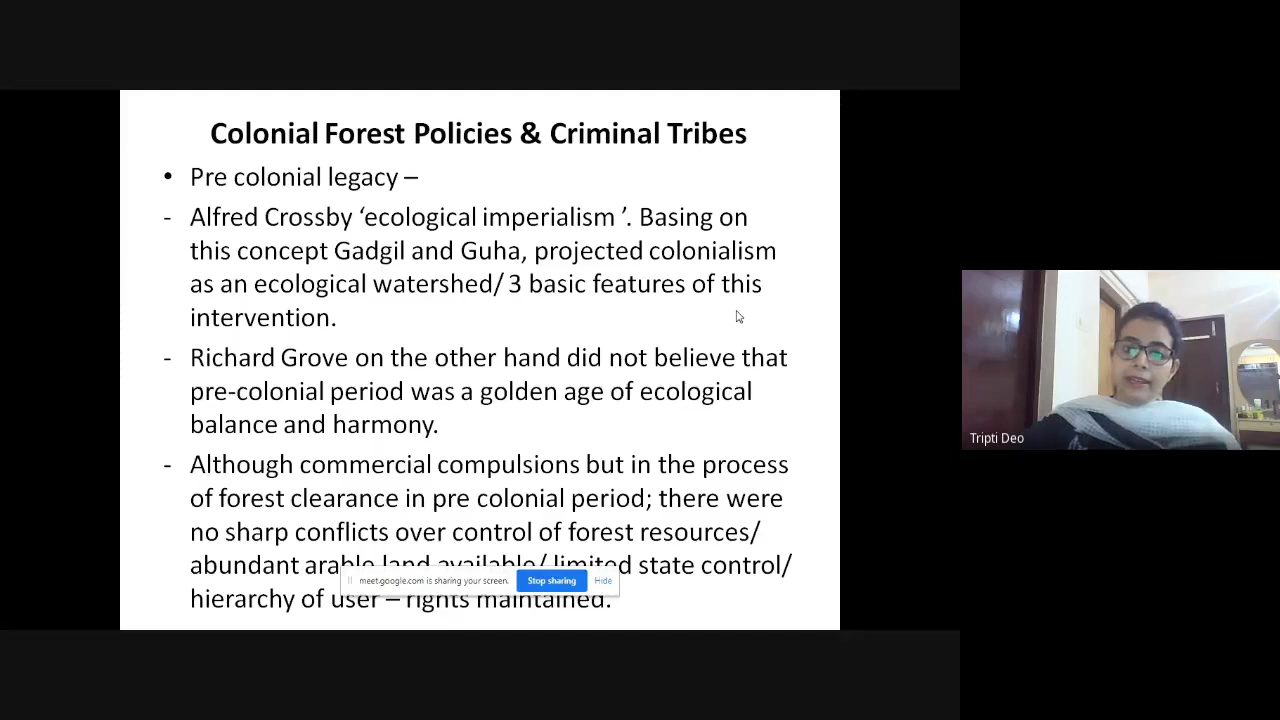 Colonial Forest Policies & Criminal Tribes
• Pre colonial legacy –
- Alfred Crossby ‘ecological imperialism ’. Basing on
this concept Gadgil and Guha, projected colonialism
as an ecological watershed/ 3 basic features of this
intervention.
- Richard Grove on the other hand did not believe that
pre-colonial period was a golden age of ecological
balance and harmony.
- Although commercial compulsions but in the process
of forest clearance in pre colonial period; there were
no sharp conflicts over control of forest resources/
abundant arable land available/ limited state control/
meet.google.com is sharing your screen. Stop sharing Hide
hierarchy of user – rights maintained.
Tripti Deo